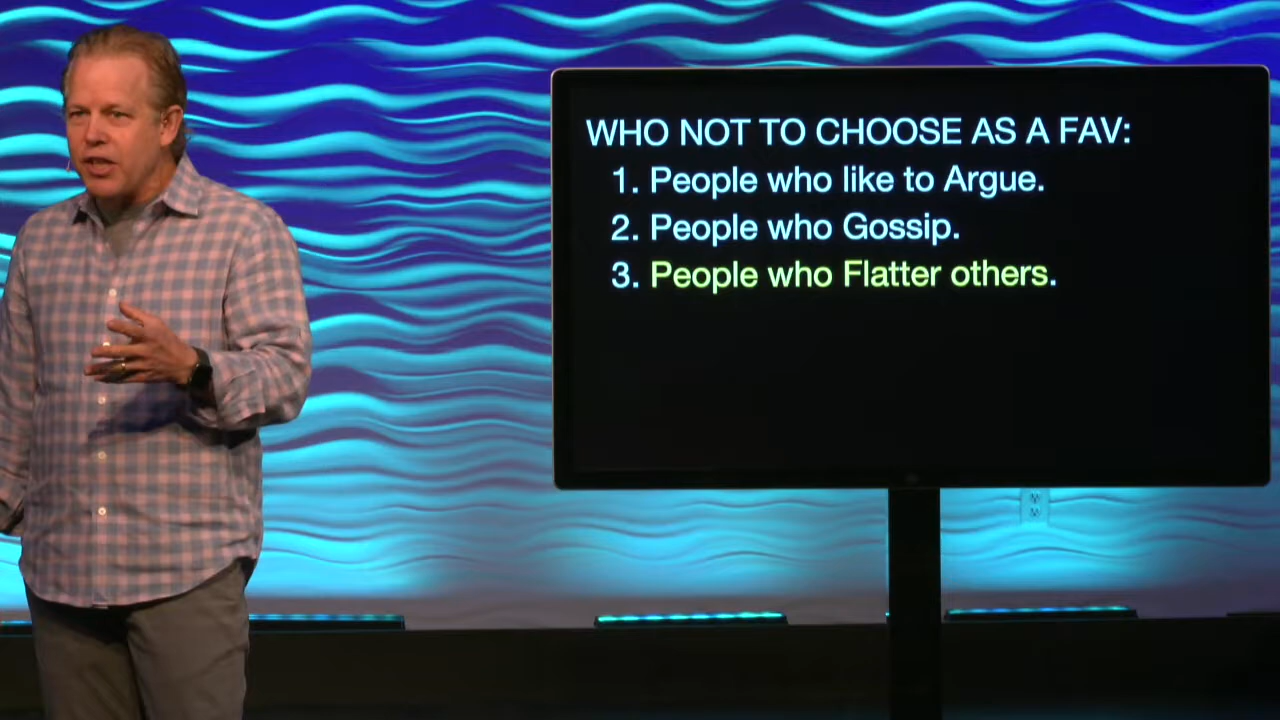 WHO NOT TO CHOOSE AS A FAV:
1. People who like to Argue.
2. People who Gossip.
3. People who Flatter others.